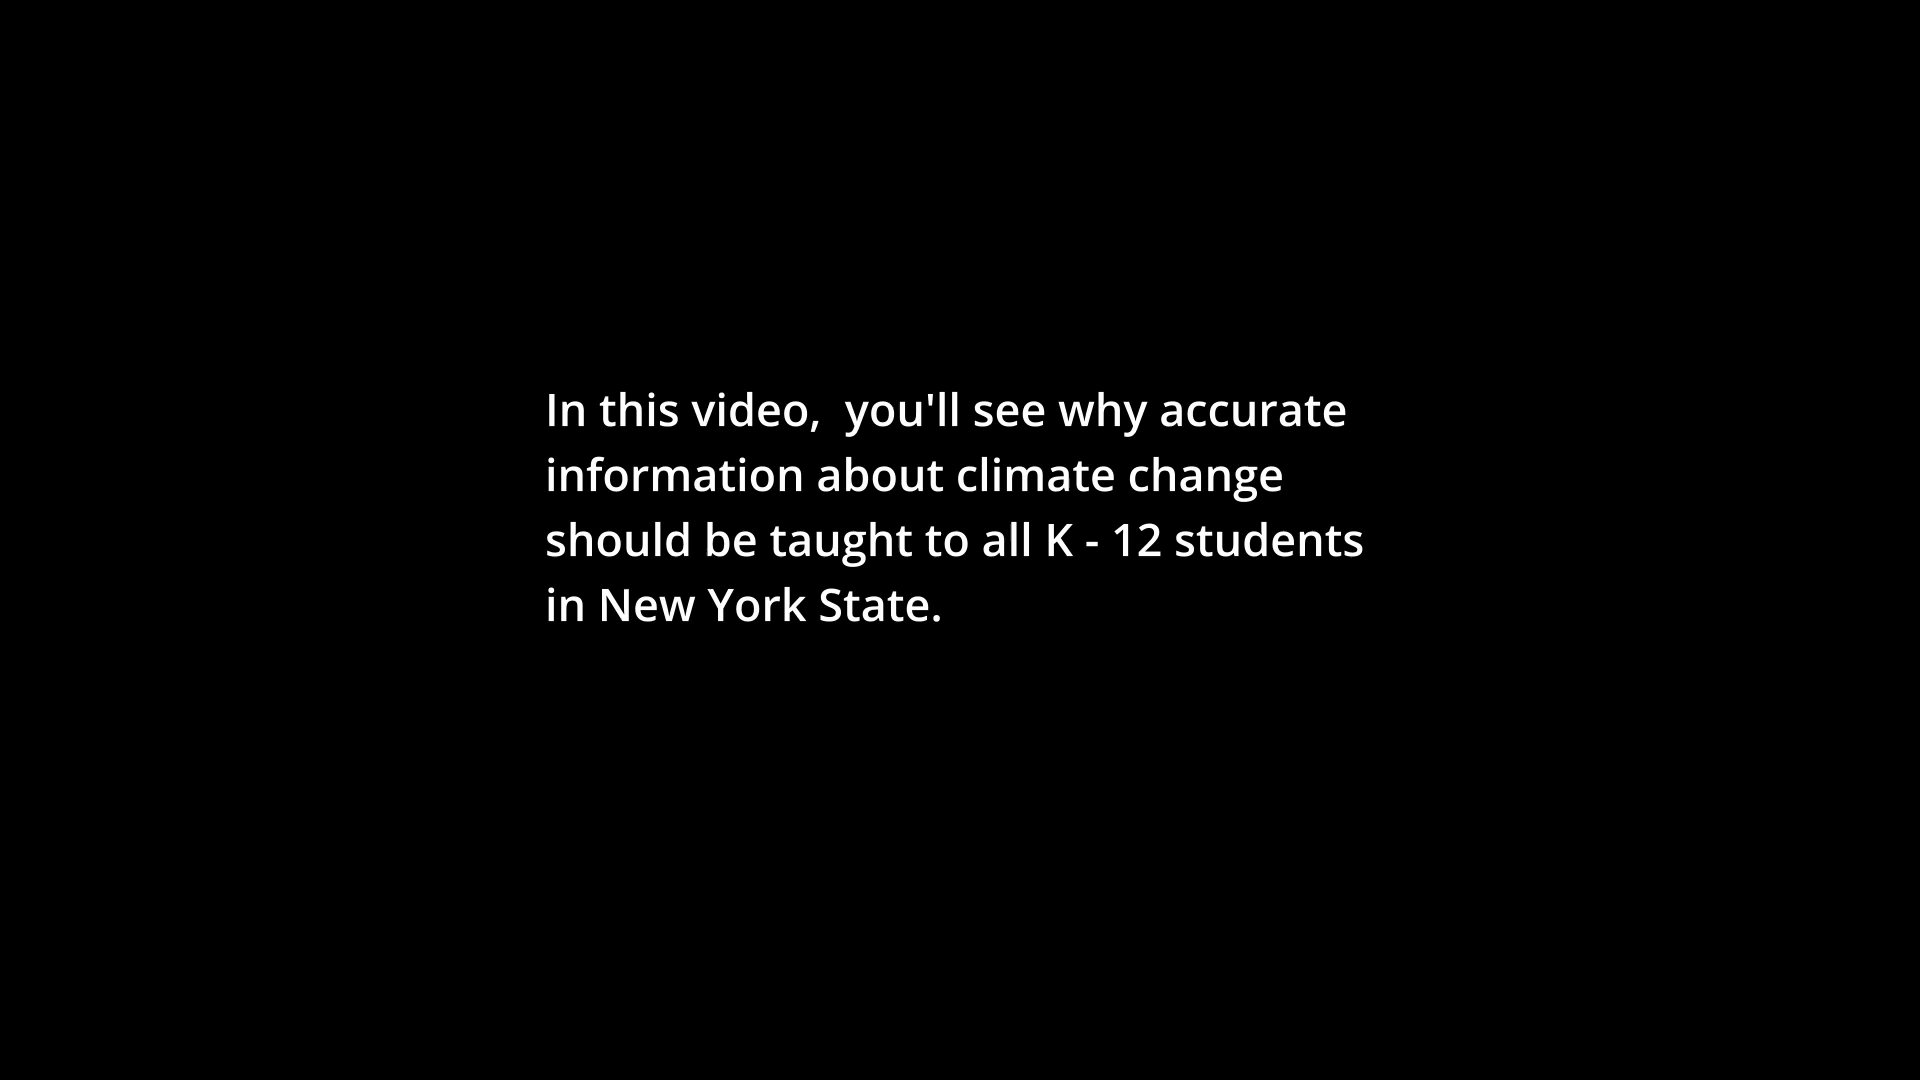 In this video,  you'll see why accurate
information about climate change
should be taught to all K - 12 students
in New York State.